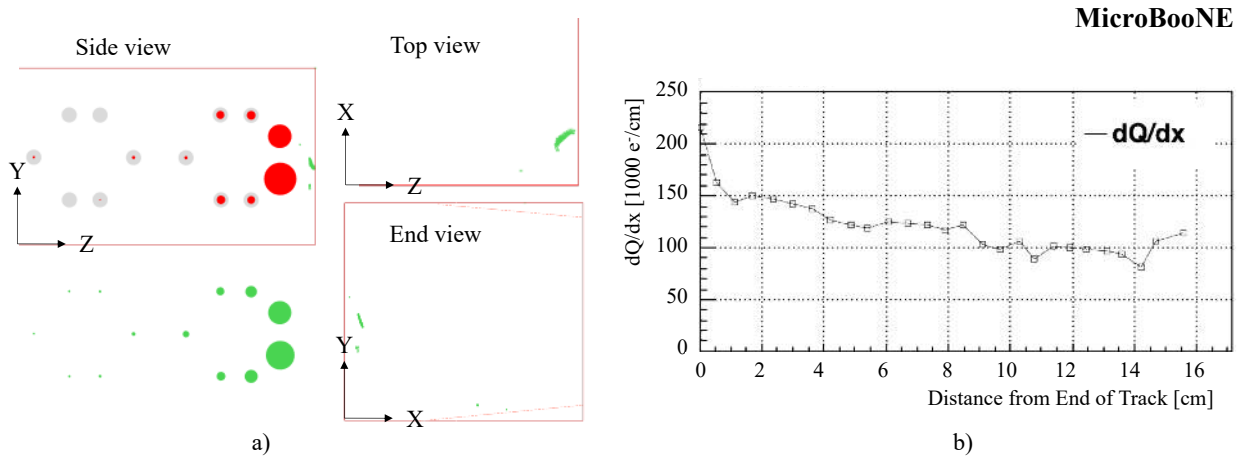 MicroBooNE
Side view
Top view
Y
Z
X
Z
End view
Y
X
a)
dQ/dx [1000 e-/cm]
250
200
150
100
50
0
dQ/dx
0 2 4 6 8 10 12 14 16
Distance from End of Track [cm]
b)